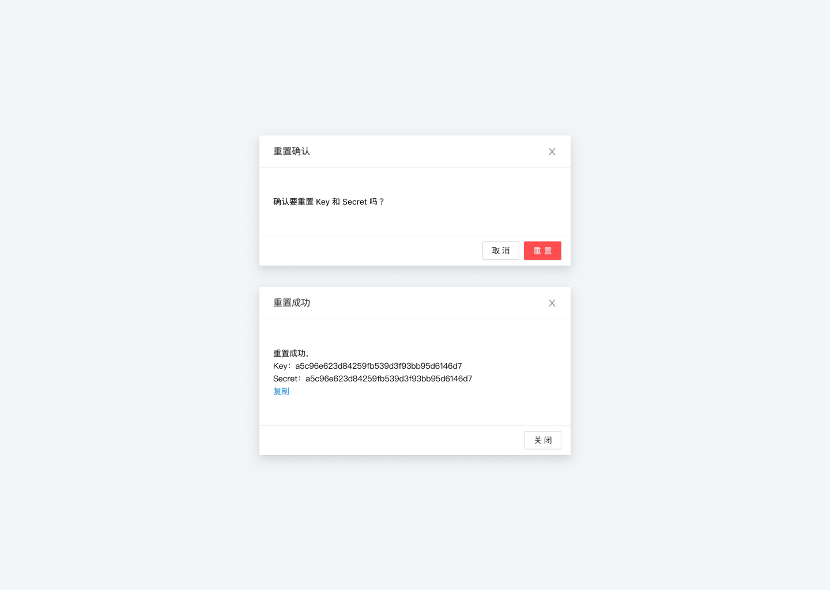 重置确认
确认要重置 Key 和 Secret 吗？
取 消
重 置
重置成功
重置成功。
Key：a5c96e623d84259fb539d3f93bb95d6146d7
Secret：a5c96e623d84259fb539d3f93bb95d6146d7
复制
关 闭